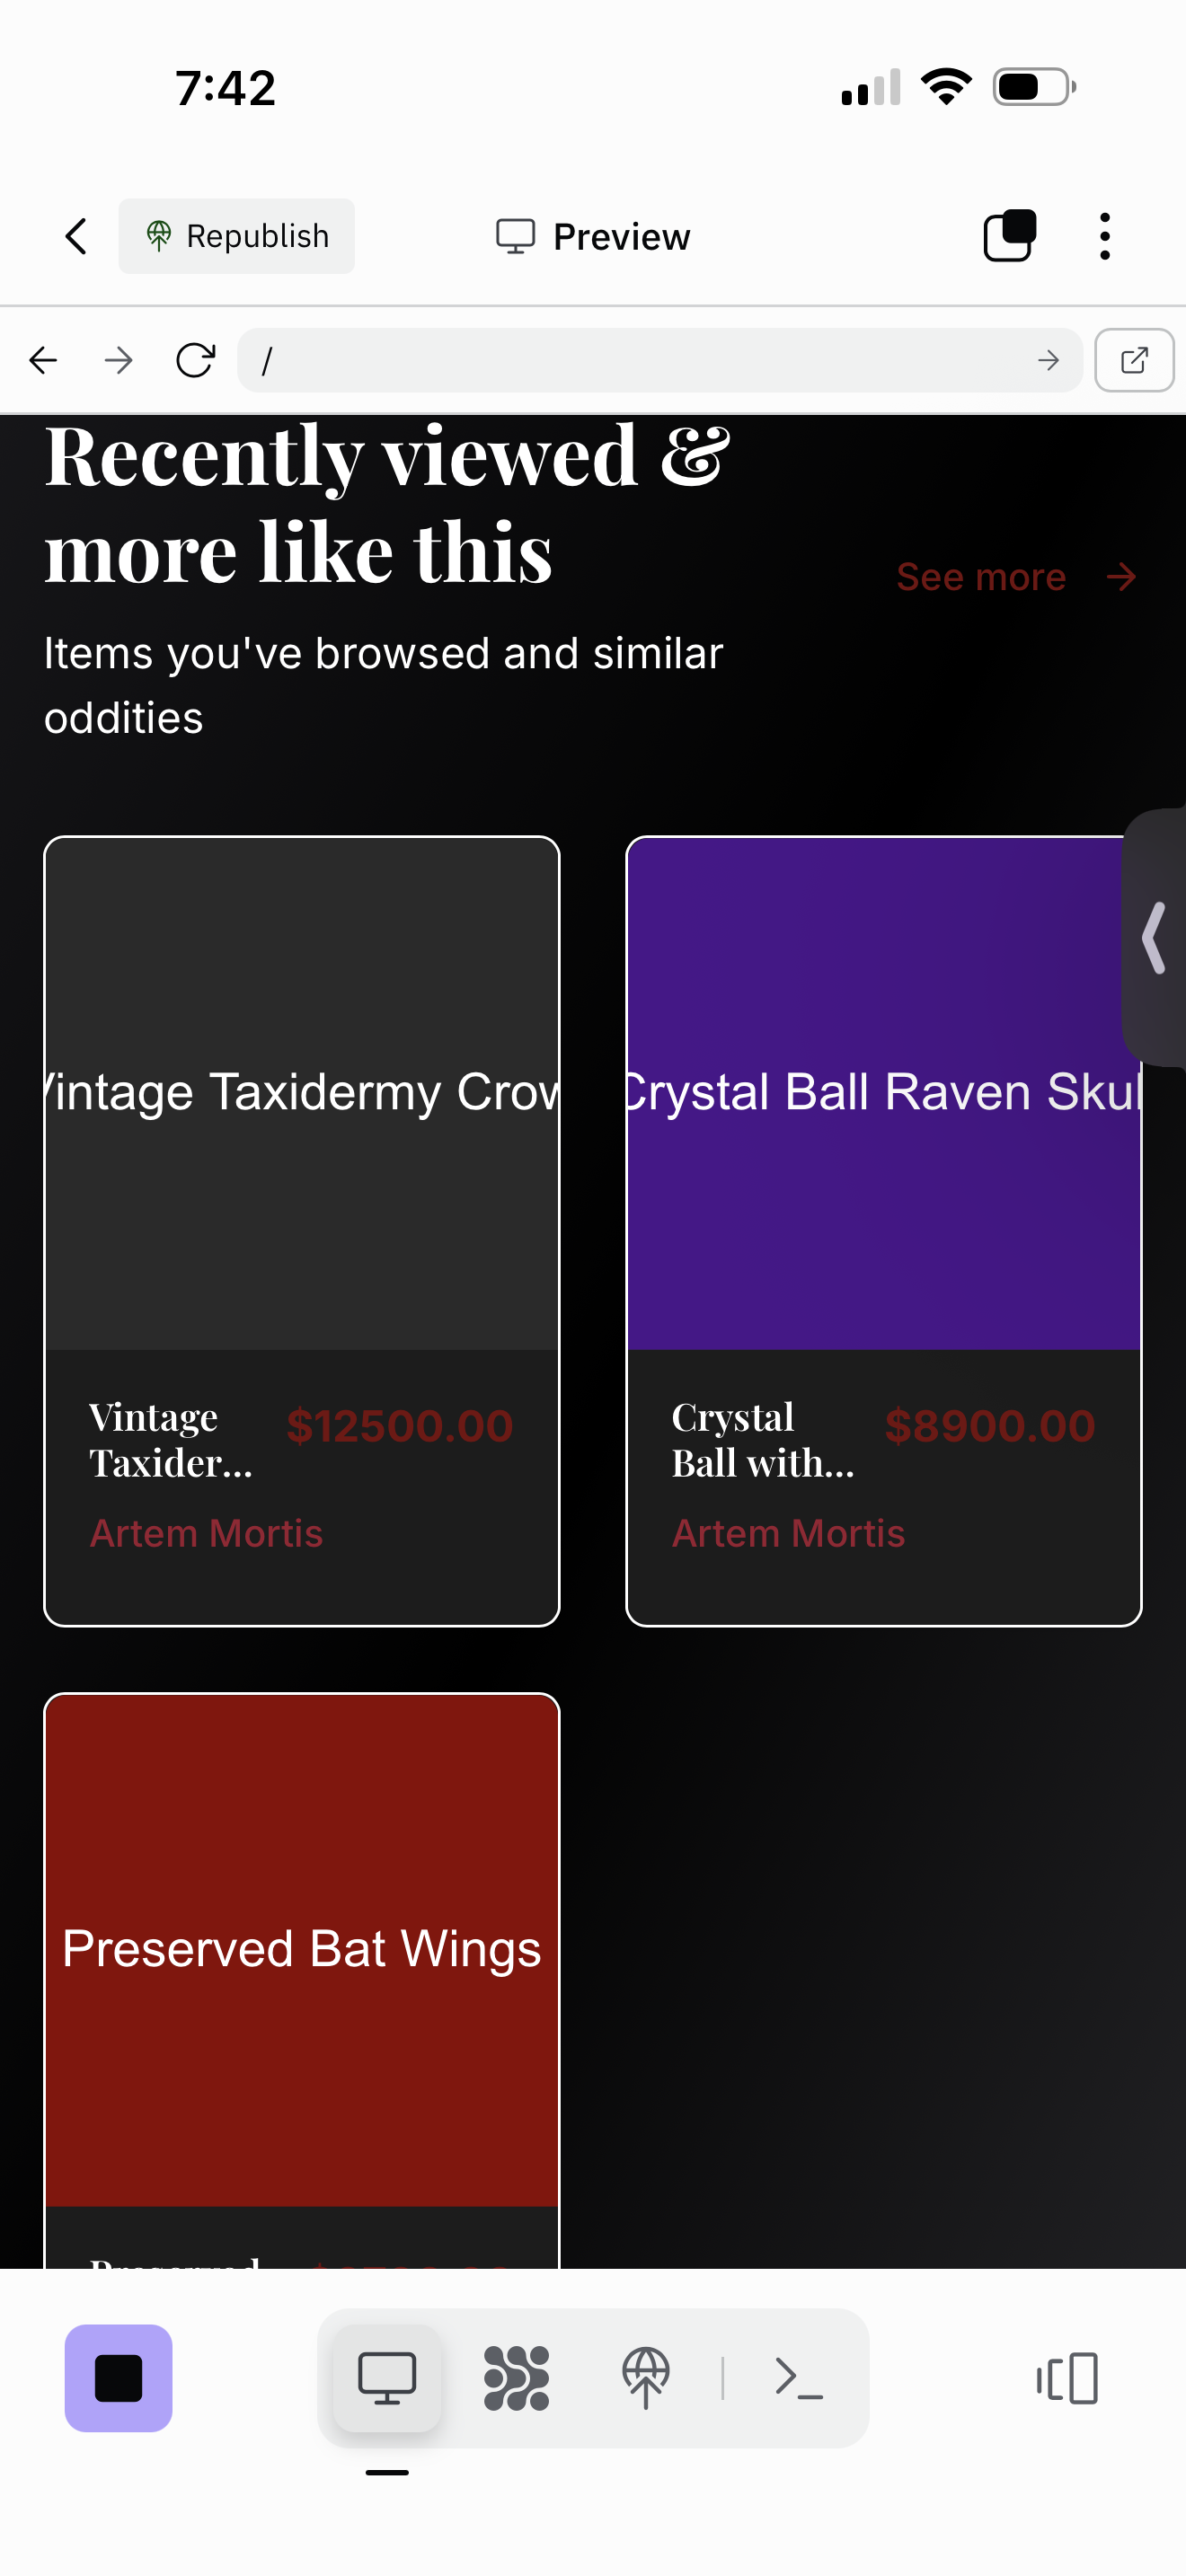 7:42
Republish
Preview
/
Recently viewed &
more like this
See more
Items you've browsed and similar
oddities
Vintage Taxidermy Crow
Crystal Ball Raven Skul
Vintage
Taxider...
$12500.00
Artem Mortis
Crystal
Ball with...
$8900.00
Artem Mortis
Preserved Bat Wings
Preserved